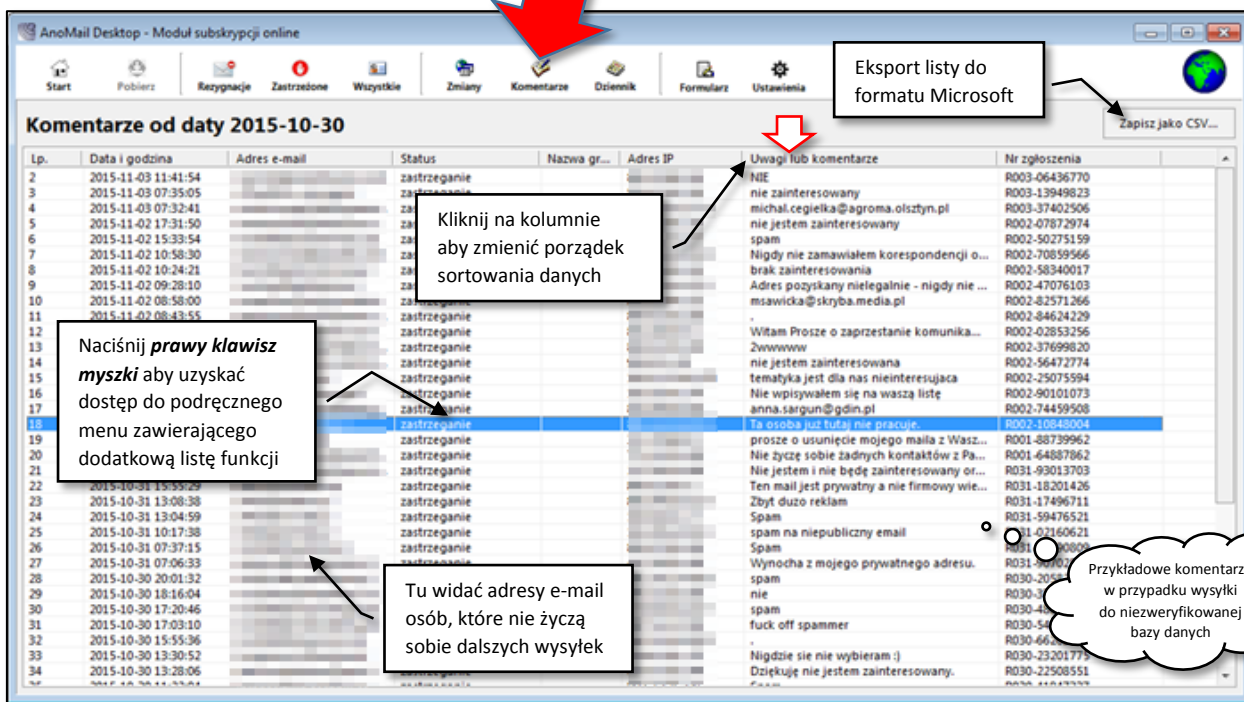 AnoMail Desktop - Moduł subskrypcji online
Start Pobierz Rezygnacje Zastrzeżone Wszystkie Zmiany Komentarze Dziennik Formularz Ustawienia
Eksport listy do
formatu Microsoft
Komentarze od daty 2015-10-30
Zapisz jako CSV...
Lp. Data i godzina Adres e-mail Status Nazwa gr... Adres IP Uwagi lub komentarze Nr zgłoszenia
2 2015-11-03 11:41:54 zastrzeganie NIE R003-06436770
3 2015-11-03 07:35:05 nie zainteresowany R003-13949823
4 2015-11-03 07:32:41 michal.cegielka@agroma.olsztyn.pl R003-37402506
5 2015-11-02 17:31:50 nie jestem zainteresowany R002-07872974
6 2015-11-02 15:33:54 spam R002-50275159
7 2015-11-02 10:58:30 Nigdy nie zamawiałem korespondencji o... R002-70859566
8 2015-11-02 10:24:21 brak zainteresowania R002-58340017
9 2015-11-02 09:28:10 Adres pozyskany nielegalnie - nigdy nie ... R002-47076103
10 2015-11-02 08:58:00 msawicka@skryba.media.pl R002-82571266
11 2015-11-02 08:43:55 zastrzeganie . R002-84624229
12 zastrzeganie Witam Prosze o zaprzestanie komunika... R002-02853256
13 zastrzeganie 2wwwww R002-37699820
14 zastrzeganie nie jestem zainteresowana R002-56472774
15 zastrzeganie tematyka jest dla nas nieinteresujaca R002-25075594
16 zastrzeganie Nie wpisywałem się na waszą listę R002-90101073
17 zastrzeganie anna.sargun@gdin.pl R002-74459508
18 zastrzeganie Ta osoba już tutaj nie pracuje. R002-10848004
19 zastrzeganie prosze o usunięcie mojego maila z Wasz... R001-88739962
20 zastrzeganie Nie życzę sobie żadnych kontaktów z Pa... R001-64887862
21 zastrzeganie Nie jestem i nie będę zainteresowany or... R031-93013703
22 2015-10-31 15:55:29 zastrzeganie Ten mail jest prywatny a nie firmowy wie... R031-18201426
23 2015-10-31 13:08:38 zastrzeganie Zbyt duzo reklam R031-17496711
24 2015-10-31 13:04:59 zastrzeganie Spam R031-59476521
25 2015-10-31 10:17:38 zastrzeganie spam na niepubliczny email R031-02160621
26 2015-10-31 07:37:15 zastrzeganie Spam
27 2015-10-31 07:06:33 zastrzeganie Wynocha z mojego prywatnego adresu.
28 2015-10-30 20:01:32 spam
29 2015-10-30 18:16:04 nie
30 2015-10-30 17:20:46 spam
31 2015-10-30 17:03:10 fuck off spammer
32 2015-10-30 15:55:36 .
33 2015-10-30 13:30:52 Nigdzie sie nie wybieram :) R030-23201775
34 2015-10-30 13:28:06 zastrzeganie Dziękuję nie jestem zainteresowany. R030-22508551
Kliknij na kolumnie
aby zmienić porządek
sortowania danych
Naciśnij prawy klawisz
myszki aby uzyskać
dostęp do podręcznego
menu zawierającego
dodatkową listę funkcji
Tu widać adresy e-mail
osób, które nie życzą
sobie dalszych wysyłek
Przykładowe komentarz
w przypadku wysyłki
do niezweryfikowanej
bazy danych